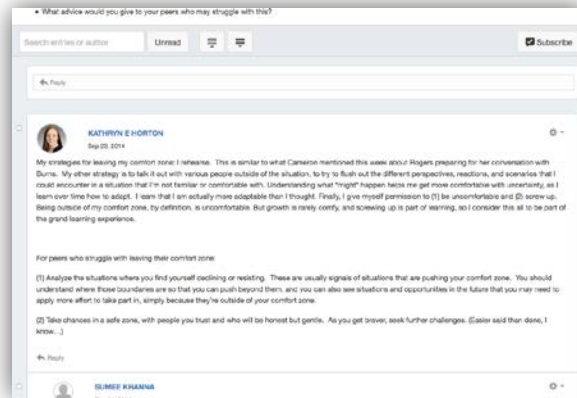 • What advice would you give to your peers who may struggle with this?
Search entries or author Unread Subscribe
Reply
KATHRYN E HORTON
Sep 23, 2014
My strategies for leaving my comfort zone: I rehearse. This is similar to what Cameron mentioned this week about Rogers preparing for her conversation with
Burns. My other strategy is to talk it out with various people outside of the situation, to try to flush out the different perspectives, reactions, and scenarios that I
could encounter in a situation that I'm not familiar or comfortable with. Understanding what "might" happen helps me get more comfortable with uncertainty, as I
learn over time how to adapt. I learn that I am actually more adaptable than I thought. Finally, I give myself permission to (1) be uncomfortable and (2) screw up.
Being outside of my comfort zone, by definition, is uncomfortable. But growth is rarely comfy, and screwing up is part of learning, so I consider this all to be part of
the grand learning experience.
For peers who struggle with leaving their comfort zone:
(1) Analyze the situations where you find yourself declining or resisting. These are usually signals of situations that are pushing your comfort zone. You should
understand where those boundaries are so that you can push beyond them, and you can also see situations and opportunities in the future that you may need to
apply more effort to take part in, simply because they're outside of your comfort zone.
(2) Take chances in a safe zone, with people you trust and who will be honest but gentle. As you get braver, seek further challenges. (Easier said than done, I
know...)
Reply
SUMEE KHANNA